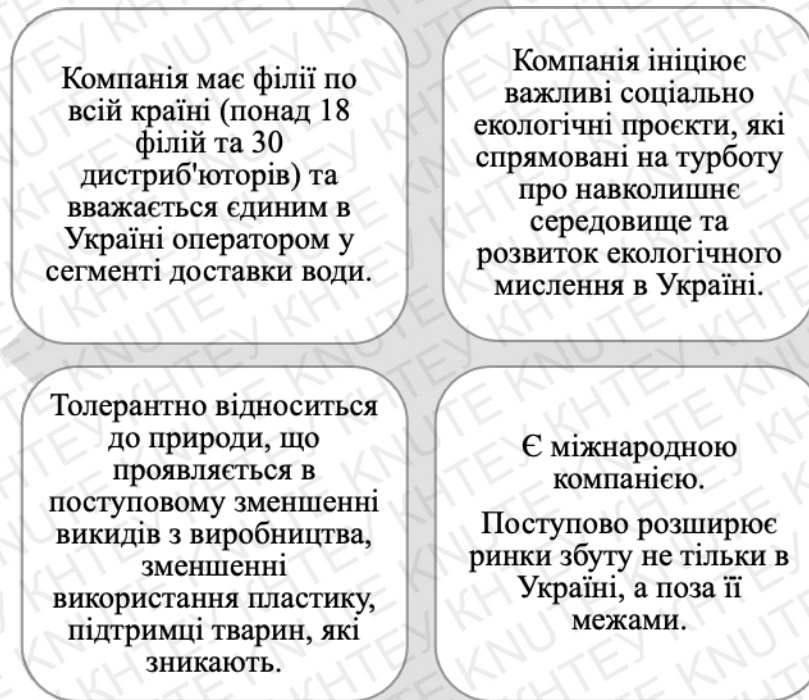 Компанія має філії по
всій країні (понад 18
філій та 30
дистриб'юторів) та
вважається єдиним в
Україні оператором у
сегменті доставки води.
Компанія ініціює
важливі соціально
екологічні проєкти, які
спрямовані на турботу
про навколишнє
середовище та
розвиток екологічного
мислення в Україні.
Толерантно відноситься
до природи, що
проявляється в
поступовому зменшенні
викидів з виробництва,
зменшенні
використання пластику,
підтримці тварин, які
зникають.
Є міжнародною
компанією.
Поступово розширює
ринки збуту не тільки в
Україні, а поза її
межами.